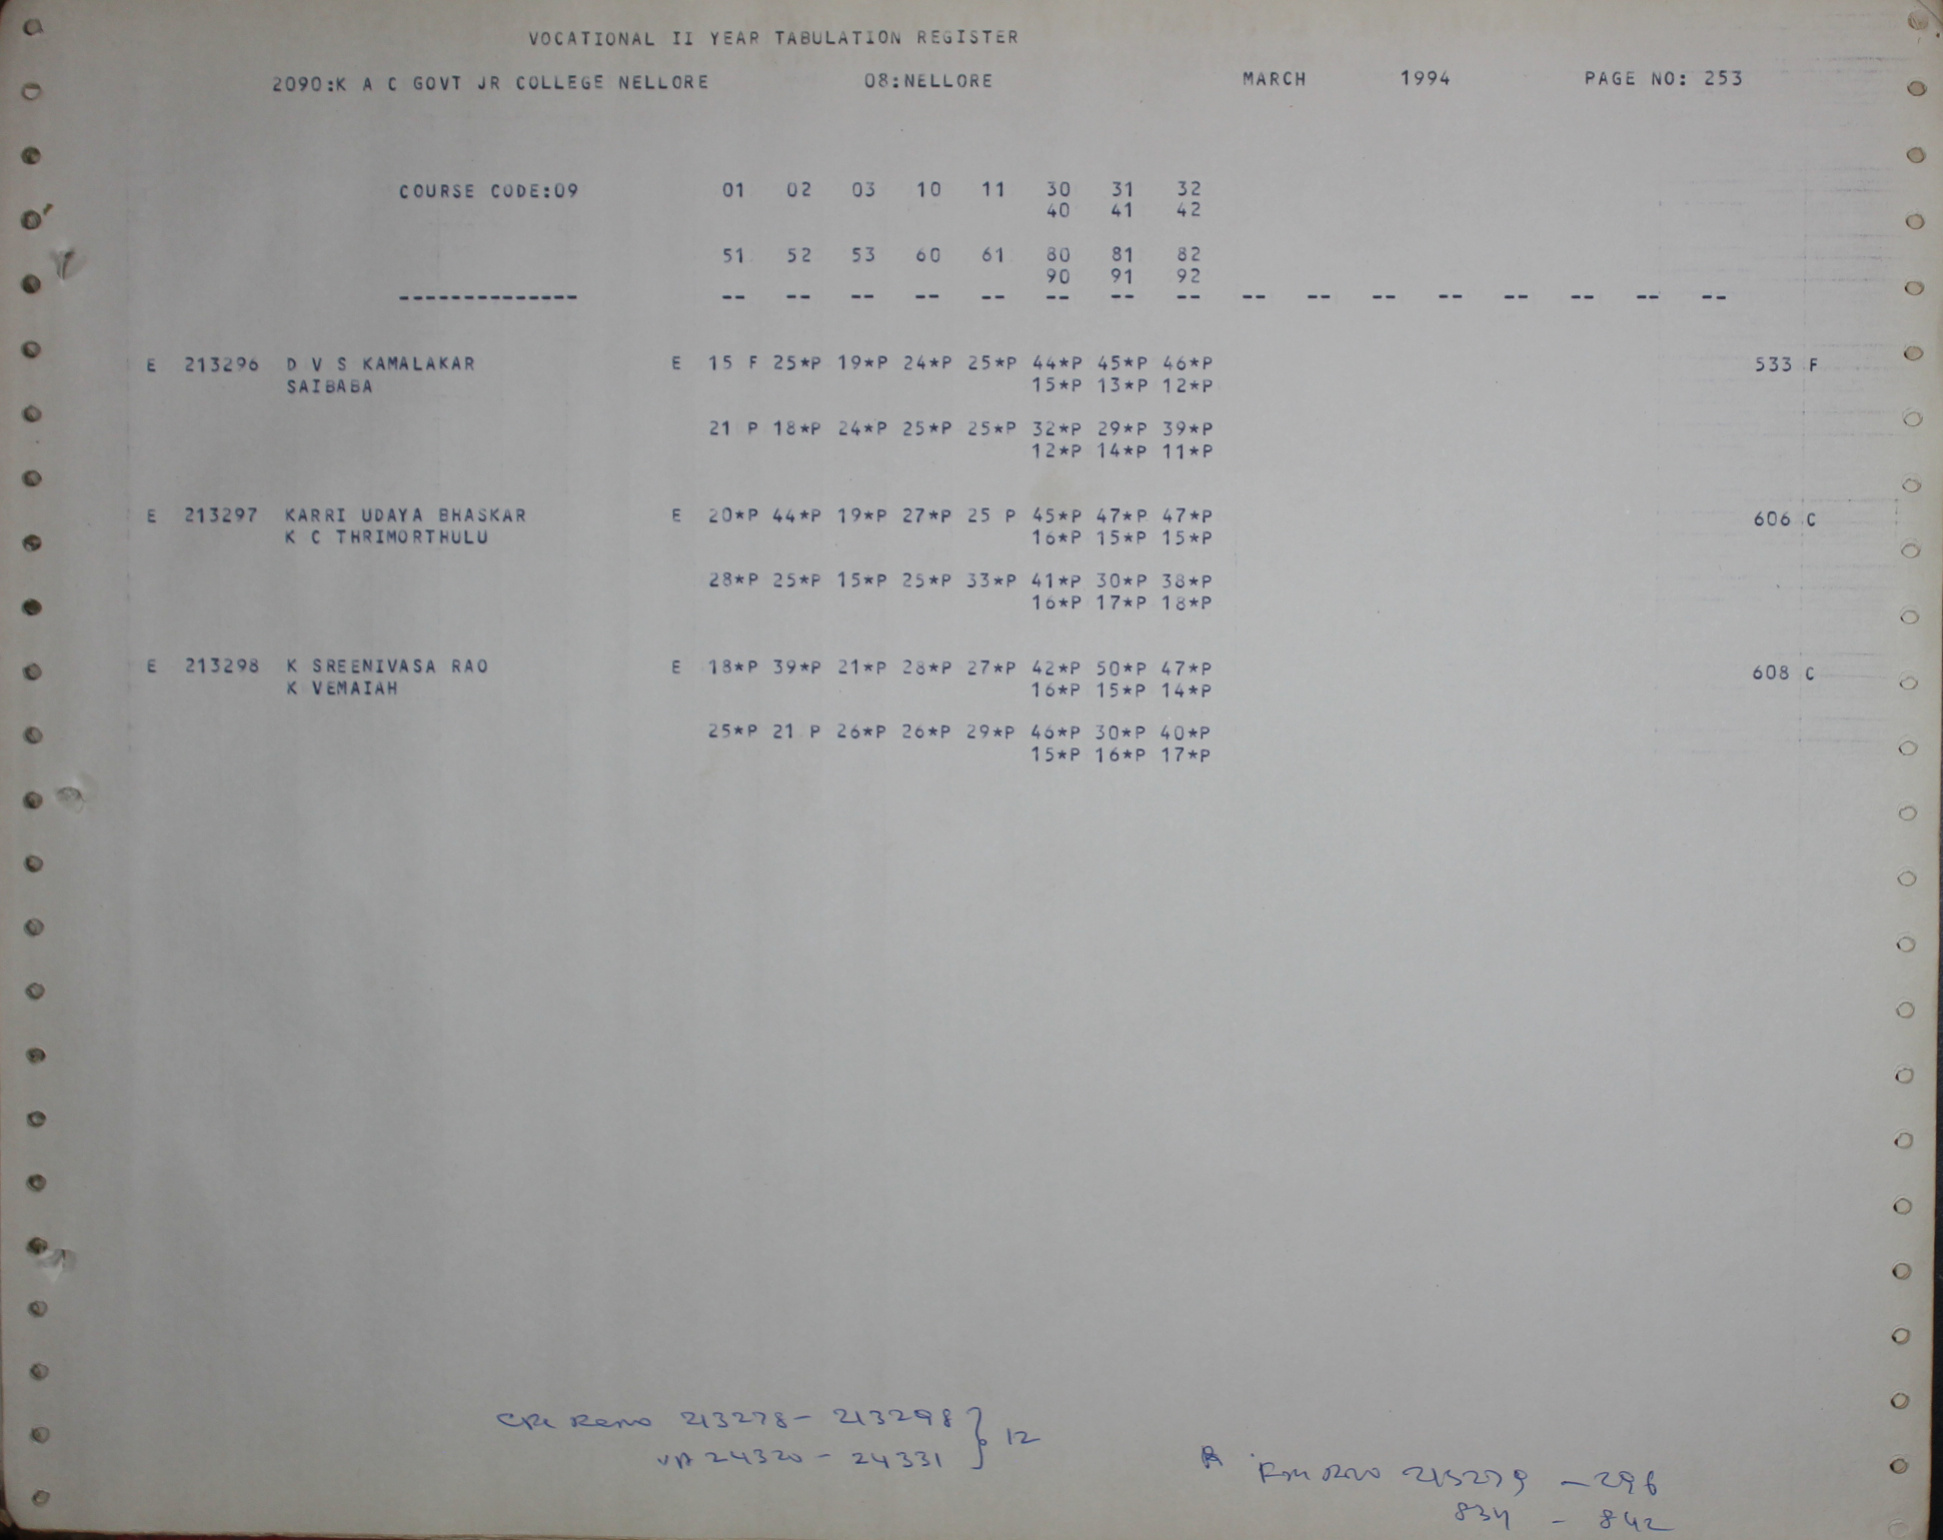 VOCATIONAL II YEAR TABULATION REGISTER
2090:K A C GOVT JR COLLEGE NELLORE 08:NELLORE MARCH 1994 PAGE NO: 253
COURSE CODE:09 01 02 03 10 11 30 31 32
40 41 42
51 52 53 60 61 80 81 82
90 91 92
-------------- -- -- -- -- -- -- -- -- -- -- -- -- -- -- -- --
E 213296 D V S KAMALAKAR E 15 F 25*P 19*P 24*P 25*P 44*P 45*P 46*P 533 F
SAIBABA 15*P 13*P 12*P
21 P 18*P 24*P 25*P 25*P 32*P 29*P 39*P
12*P 14*P 11*P
E 213297 KARRI UDAYA BHASKAR E 20*P 44*P 19*P 27*P 25 P 45*P 47*P 47*P 606 C
K C THRIMORTHULU 16*P 15*P 15*P
28*P 25*P 15*P 25*P 33*P 41*P 30*P 38*P
16*P 17*P 18*P
E 213298 K SREENIVASA RAO E 18*P 39*P 21*P 28*P 27*P 42*P 50*P 47*P 608 C
K VEMAIAH 16*P 15*P 14*P
25*P 21 P 26*P 26*P 29*P 46*P 30*P 40*P
15*P 16*P 17*P
213278 - 213298 } 12
24320 - 24331
213279 - 296
834 - 842